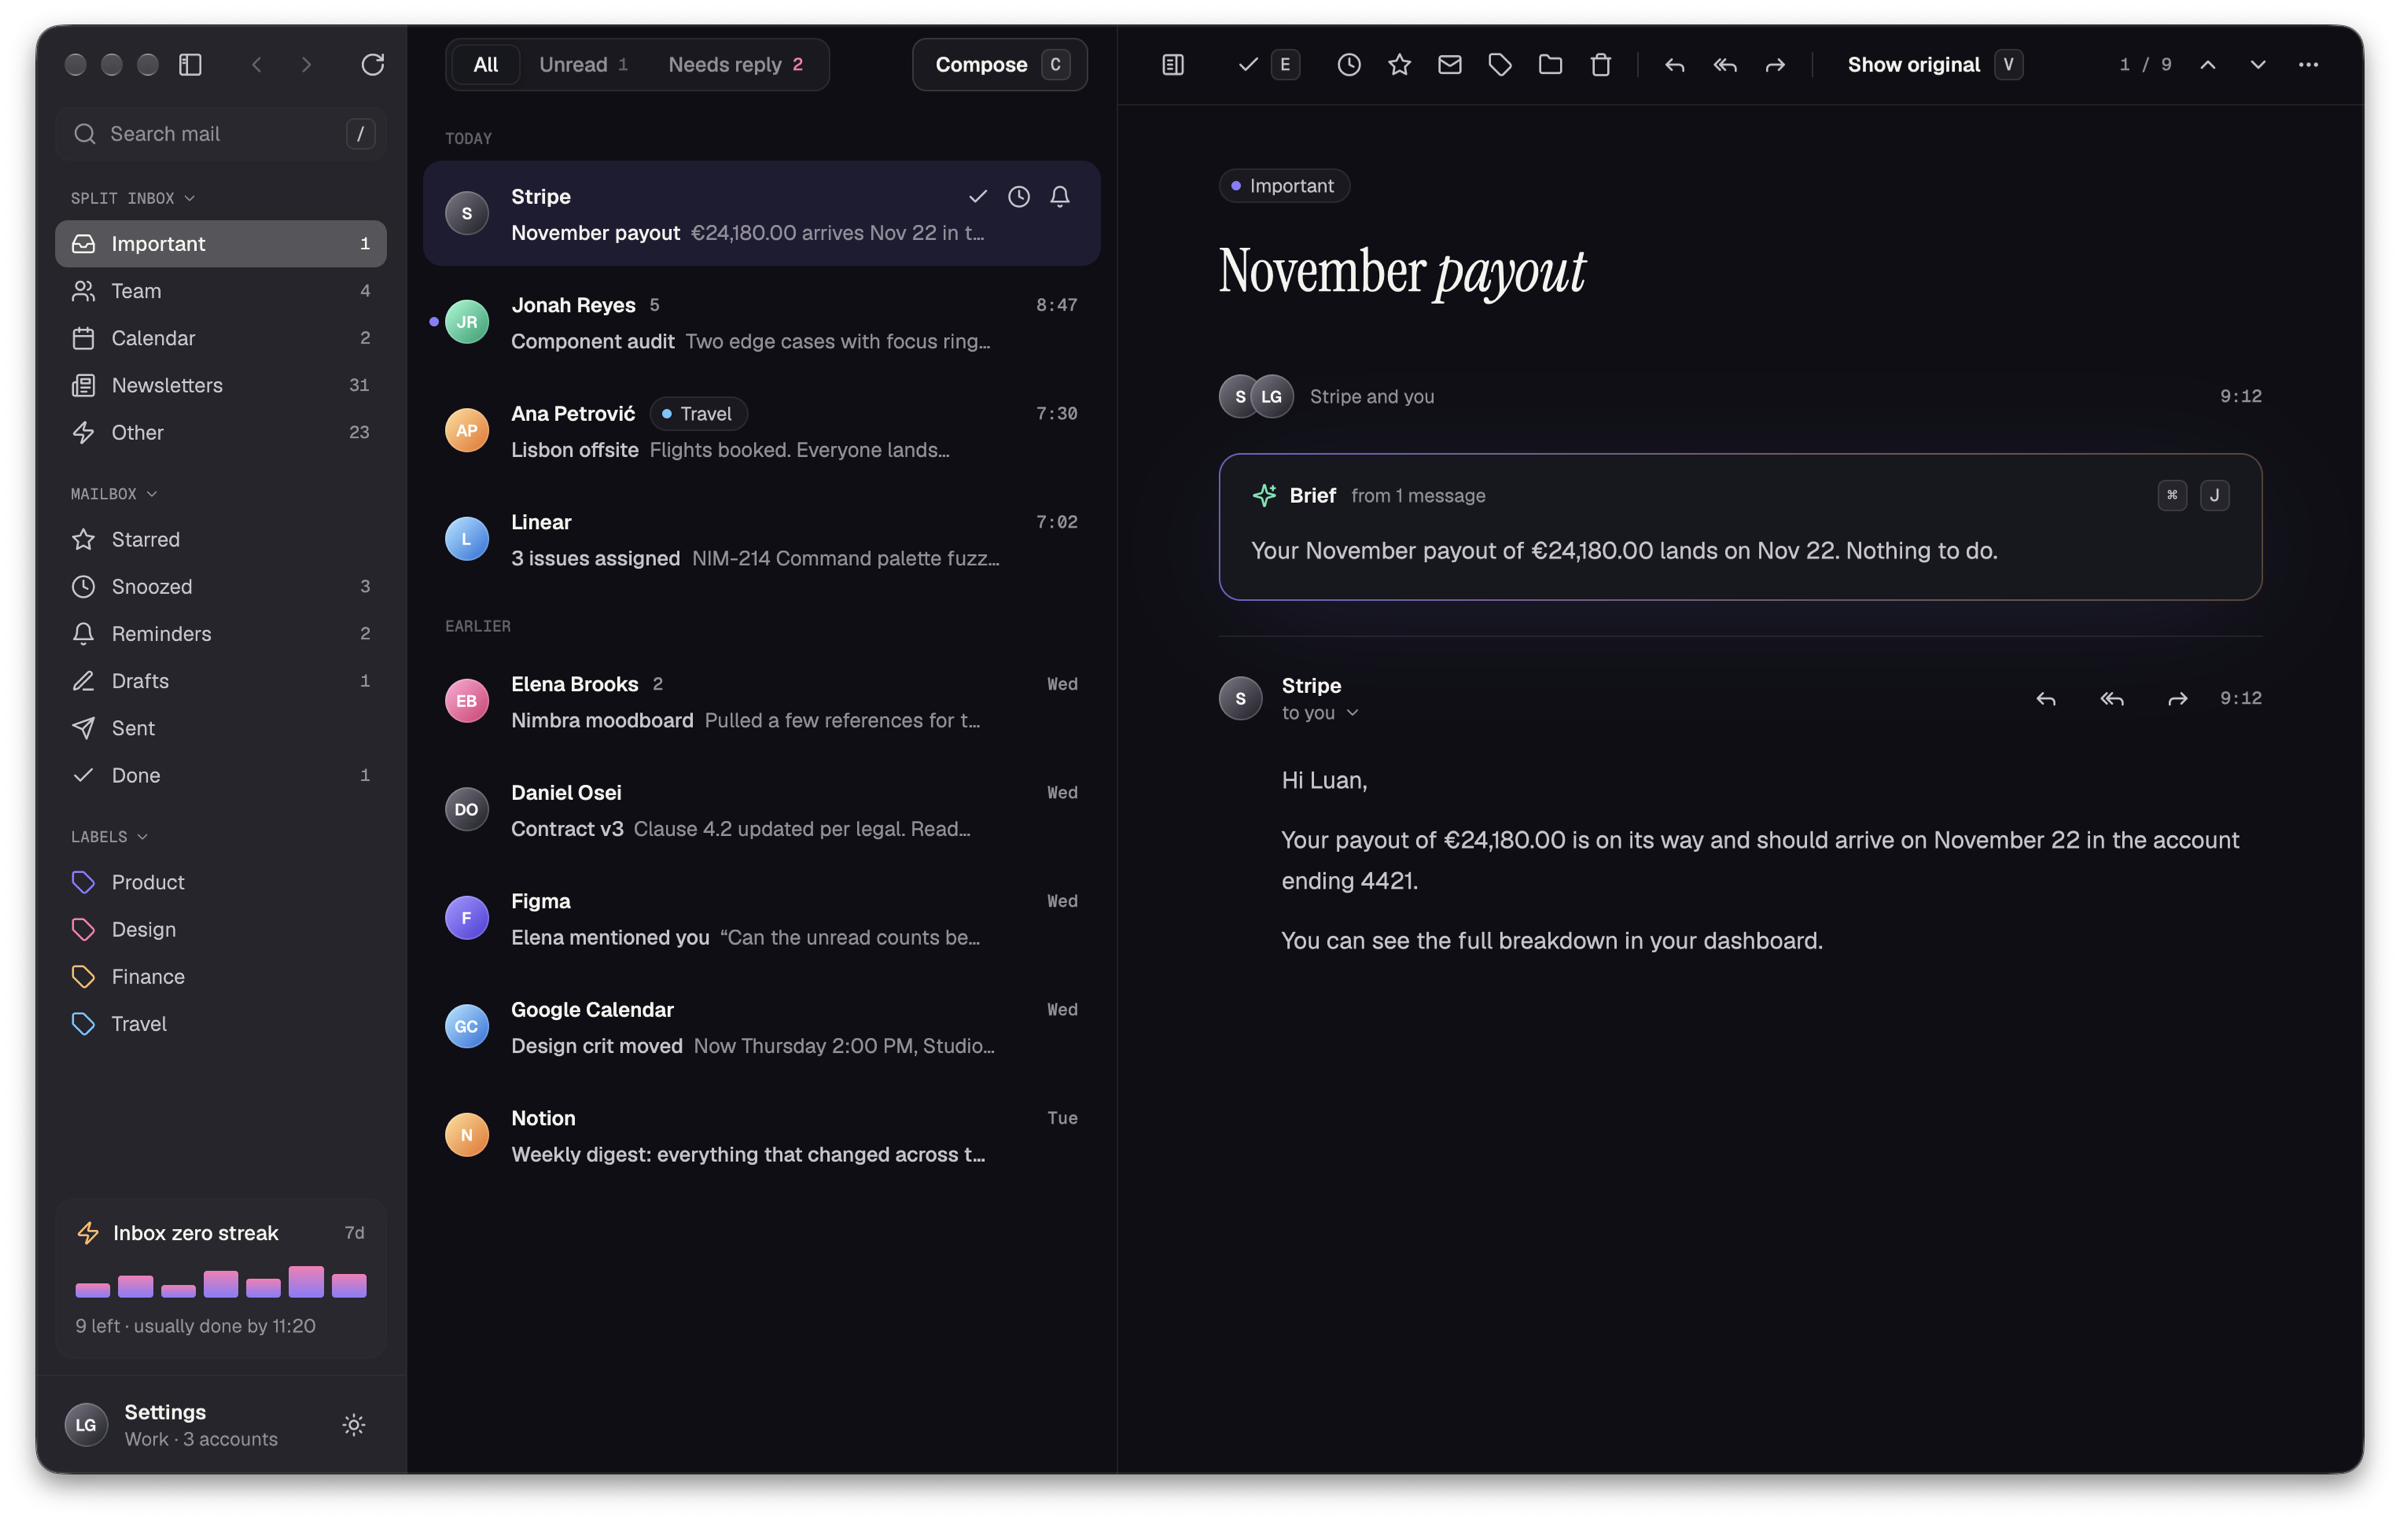 Search mail /
SPLIT INBOX
Important 1
Team 4
Calendar 2
Newsletters 31
Other 23
MAILBOX
Starred
Snoozed 3
Reminders 2
Drafts 1
Sent
Done 1
LABELS
Product
Design
Finance
Travel
Inbox zero streak 7d
9 left · usually done by 11:20
LG
Settings
Work · 3 accounts
All Unread 1 Needs reply 2 Compose C
TODAY
S
Stripe
November payout €24,180.00 arrives Nov 22 in t…
JR
Jonah Reyes 5 8:47
Component audit Two edge cases with focus ring…
AP
Ana Petrović Travel 7:30
Lisbon offsite Flights booked. Everyone lands…
L
Linear 7:02
3 issues assigned NIM-214 Command palette fuzz…
EARLIER
EB
Elena Brooks 2 Wed
Nimbra moodboard Pulled a few references for t…
DO
Daniel Osei Wed
Contract v3 Clause 4.2 updated per legal. Read…
F
Figma Wed
Elena mentioned you “Can the unread counts be…
GC
Google Calendar Wed
Design crit moved Now Thursday 2:00 PM, Studio…
N
Notion Tue
Weekly digest: everything that changed across t…
E Show original V 1 / 9
Important
November payout
S LG Stripe and you 9:12
Brief from 1 message ⌘ J
Your November payout of €24,180.00 lands on Nov 22. Nothing to do.
S
Stripe 9:12
to you
Hi Luan,
Your payout of €24,180.00 is on its way and should arrive on November 22 in the account
ending 4421.
You can see the full breakdown in your dashboard.